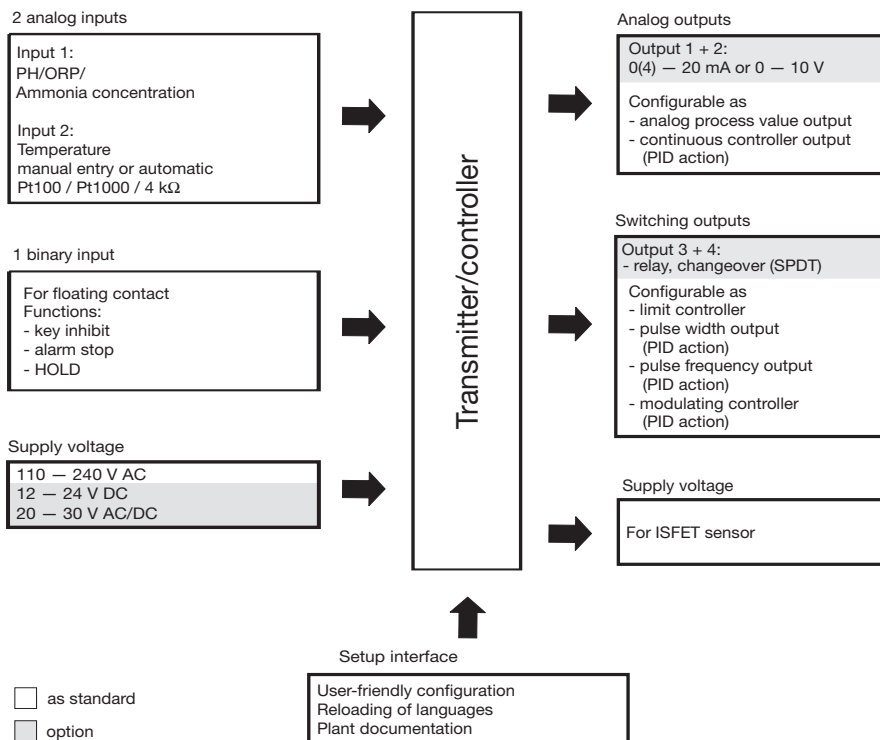 2 analog inputs
Input 1:
PH/ORP/
Ammonia concentration
Input 2:
Temperature
manual entry or automatic
Pt100 / Pt1000 / 4 kΩ
1 binary input
For floating contact
Functions:
- key inhibit
- alarm stop
- HOLD
Supply voltage
110 — 240 V AC
12 — 24 V DC
20 — 30 V AC/DC
Transmitter/controller
Analog outputs
Output 1 + 2:
0(4) — 20 mA or 0 — 10 V
Configurable as
- analog process value output
- continuous controller output
(PID action)
Switching outputs
Output 3 + 4:
- relay, changeover (SPDT)
Configurable as
- limit controller
- pulse width output
(PID action)
- pulse frequency output
(PID action)
- modulating controller
(PID action)
Supply voltage
For ISFET sensor
Setup interface
User-friendly configuration
Reloading of languages
Plant documentation
as standard
option